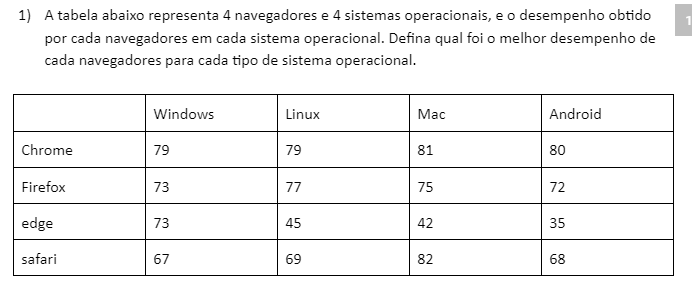 1) A tabela abaixo representa 4 navegadores e 4 sistemas operacionais, e o desempenho obtido
por cada navegadores em cada sistema operacional. Defina qual foi o melhor desempenho de
cada navegadores para cada tipo de sistema operacional.
1
Windows Linux Mac Android
Chrome 79 79 81 80
Firefox 73 77 75 72
edge 73 45 42 35
safari 67 69 82 68